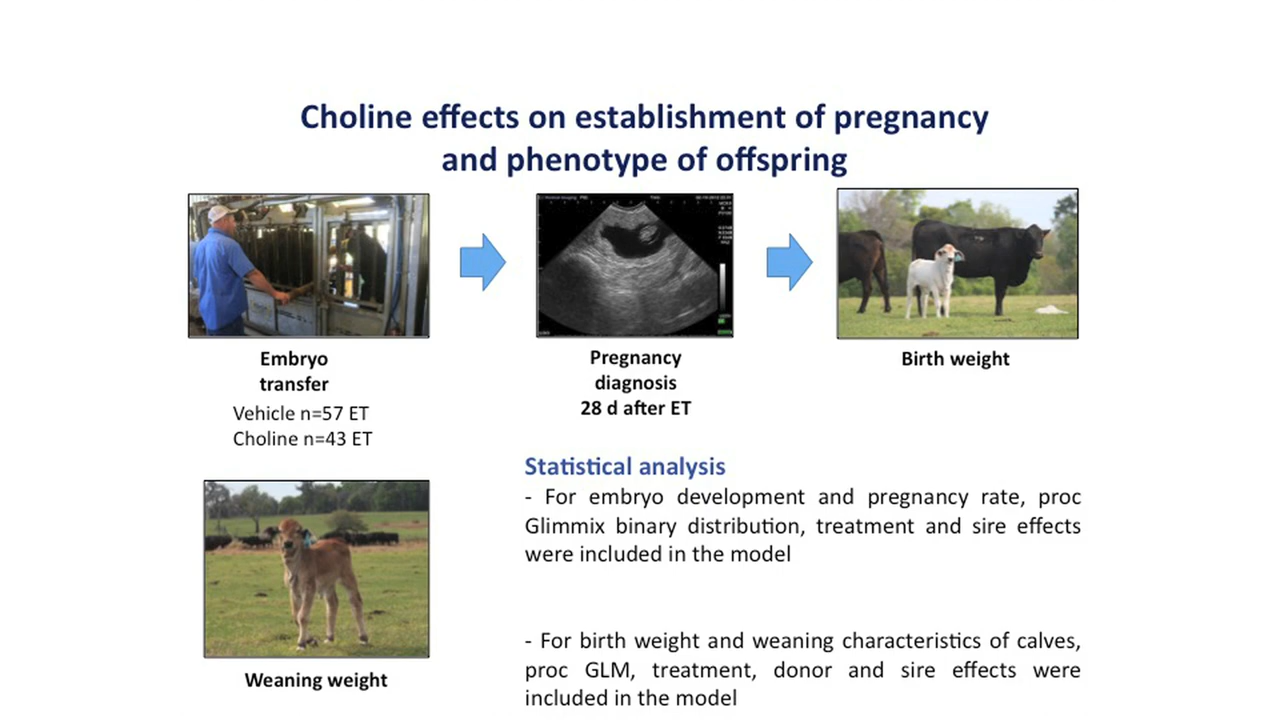 Choline effects on establishment of pregnancy
and phenotype of offspring
Embryo
transfer
Vehicle n=57 ET
Choline n=43 ET
Pregnancy
diagnosis
28 d after ET
Birth weight
Weaning weight
Statistical analysis
- For embryo development and pregnancy rate, proc
Glimmix binary distribution, treatment and sire effects
were included in the model
- For birth weight and weaning characteristics of calves,
proc GLM, treatment, donor and sire effects were
included in the model